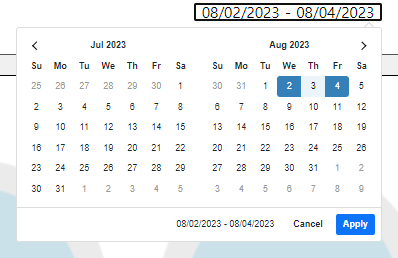 08/02/2023 - 08/04/2023
Jul 2023
Su Mo Tu We Th Fr Sa
25 26 27 28 29 30 1
2 3 4 5 6 7 8
9 10 11 12 13 14 15
16 17 18 19 20 21 22
23 24 25 26 27 28 29
30 31 1 2 3 4 5
Aug 2023
Su Mo Tu We Th Fr Sa
30 31 1 2 3 4 5
6 7 8 9 10 11 12
13 14 15 16 17 18 19
20 21 22 23 24 25 26
27 28 29 30 31 1 2
3 4 5 6 7 8 9
08/02/2023 - 08/04/2023 Cancel Apply